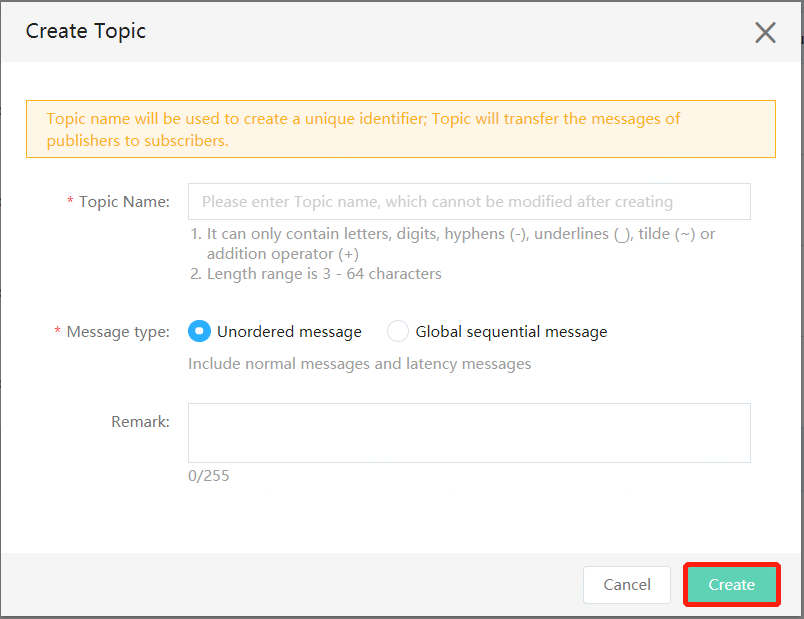 Create Topic
Topic name will be used to create a unique identifier; Topic will transfer the messages of
publishers to subscribers.
* Topic Name:
Please enter Topic name, which cannot be modified after creating
1. It can only contain letters, digits, hyphens (-), underlines (_), tilde (~) or
addition operator (+)
2. Length range is 3 - 64 characters
* Message type:
Unordered message
Global sequential message
Include normal messages and latency messages
Remark:
0/255
Cancel
Create